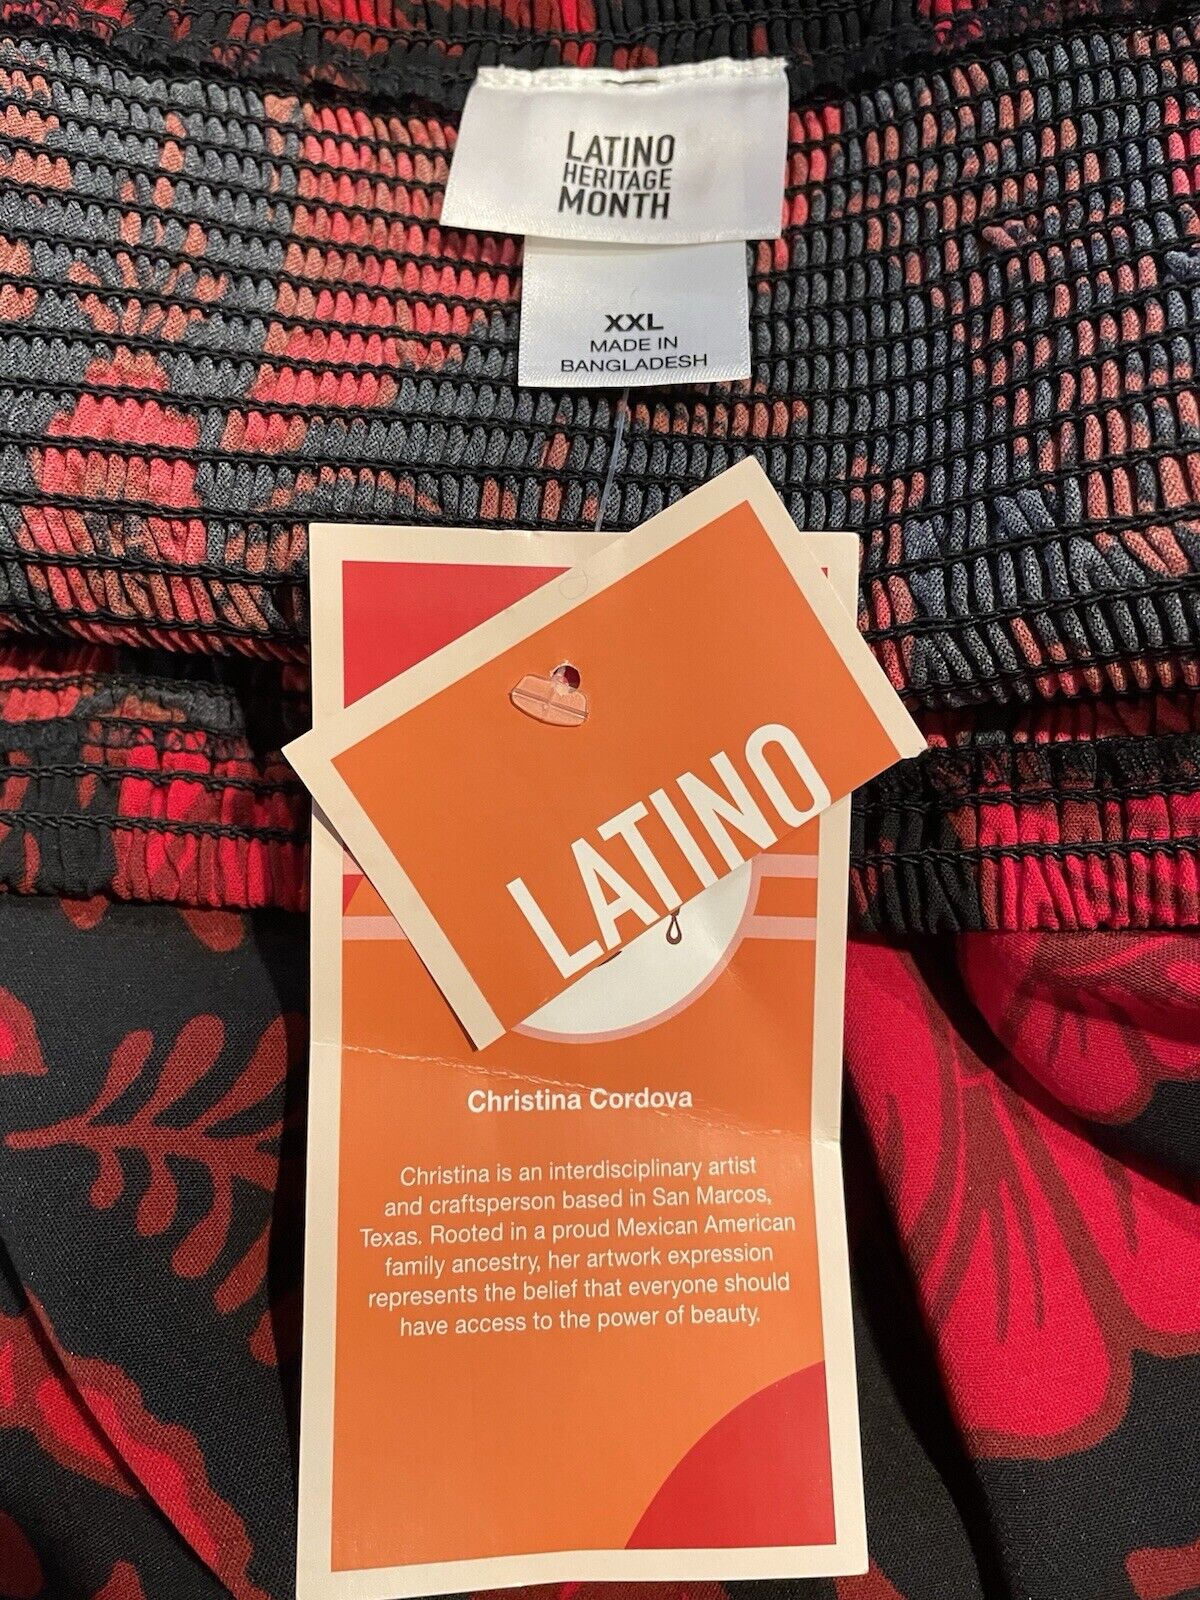 LATINO
HERITAGE
MONTH
XXL
MADE IN
BANGLADESH
LATINO
Christina Cordova
Christina is an interdisciplinary artist
and craftsperson based in San Marcos,
Texas. Rooted in a proud Mexican American
family ancestry, her artwork expression
represents the belief that everyone should
have access to the power of beauty.